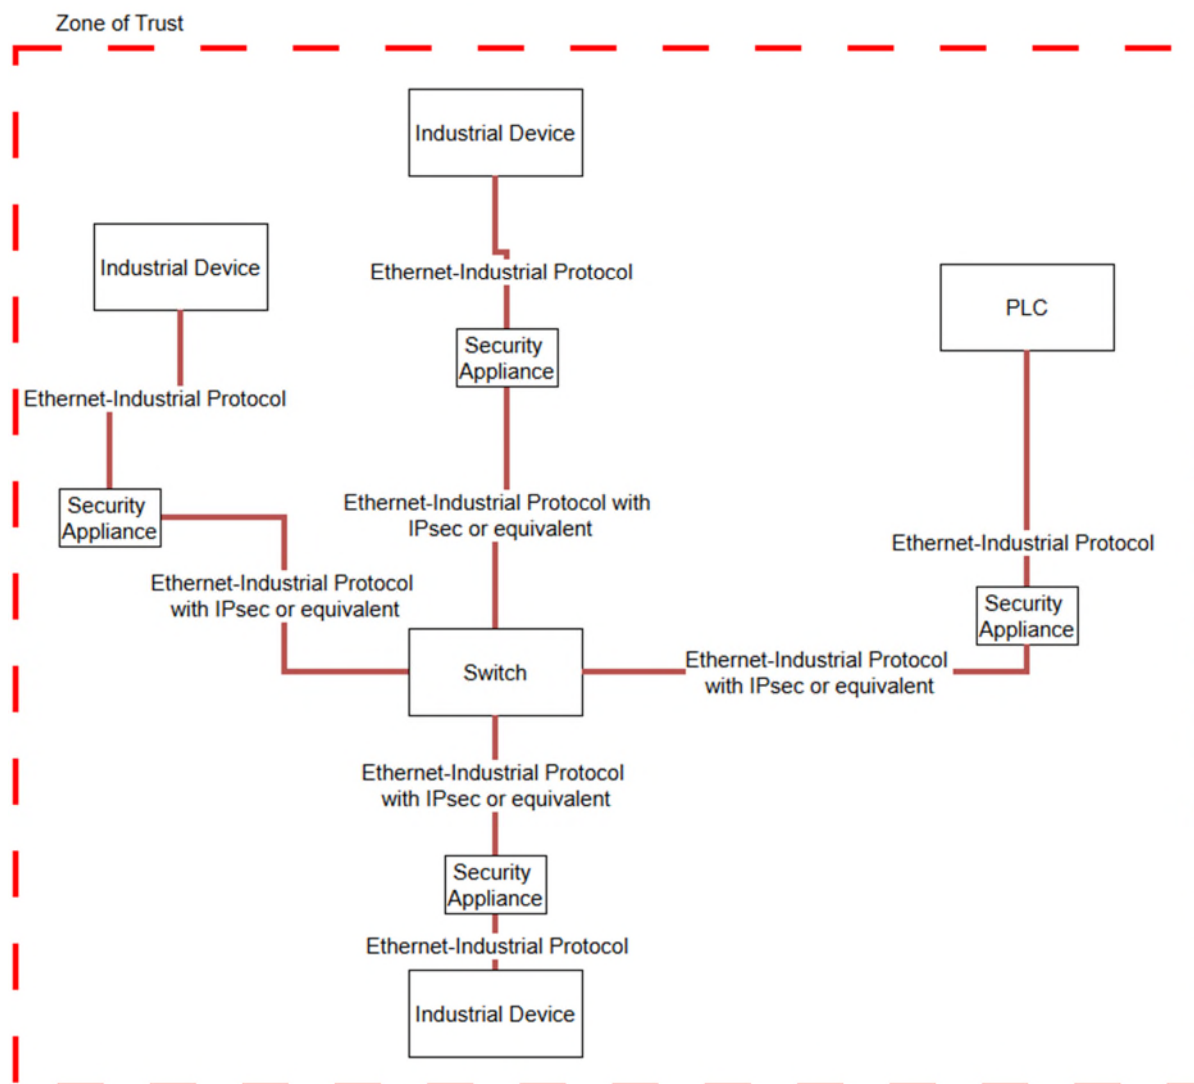 Zone of Trust
Industrial Device
Industrial Device
Ethernet-Industrial Protocol
PLC
Security
Appliance
Ethernet-Industrial Protocol
Security
Appliance
Ethernet-Industrial Protocol with
IPsec or equivalent
Ethernet-Industrial Protocol
Ethernet-Industrial Protocol
with IPsec or equivalent
Security
Appliance
Switch
Ethernet-Industrial Protocol
with IPsec or equivalent
Ethernet-Industrial Protocol
with IPsec or equivalent
Security
Appliance
Ethernet-Industrial Protocol
Industrial Device